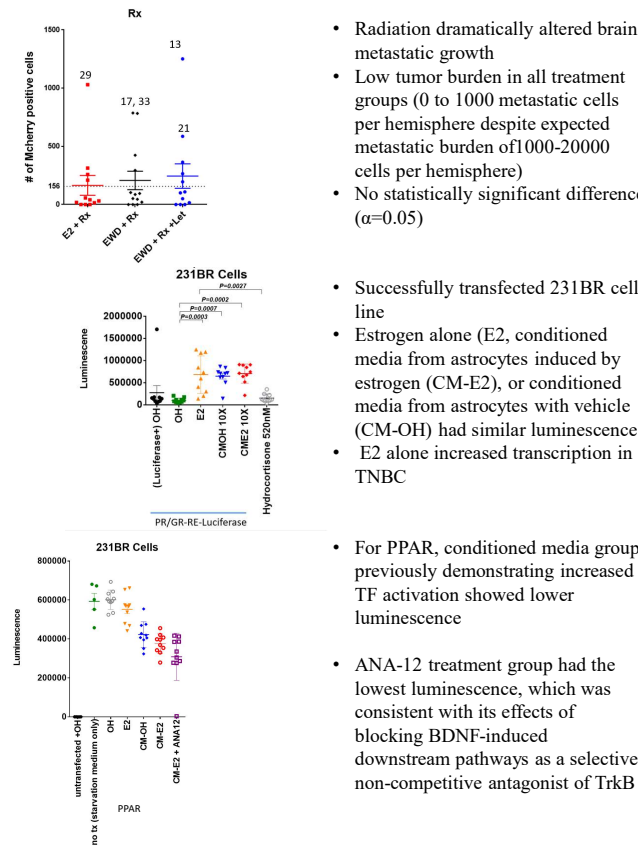 Rx
1500
1000
500
156
0
# of Mcherry positive cells
29
17, 33
13
21
E2 + Rx
EWD + Rx
EWD + Rx +Let
• Radiation dramatically altered brain
metastatic growth
• Low tumor burden in all treatment
groups (0 to 1000 metastatic cells
per hemisphere despite expected
metastatic burden of1000-20000
cells per hemisphere)
• No statistically significant difference
(α=0.05)
231BR Cells
P=0.0027
P=0.0002
P=0.0007
P=0.0003
2000000
1500000
1000000
500000
0
Luminescene
(Luciferase+) OH
OH
E2
CMOH 10X
CME2 10X
Hydrocortisone 520nM
PR/GR-RE-Luciferase
• Successfully transfected 231BR cell
line
• Estrogen alone (E2, conditioned
media from astrocytes induced by
estrogen (CM-E2), or conditioned
media from astrocytes with vehicle
(CM-OH) had similar luminescence
• E2 alone increased transcription in
TNBC
231BR Cells
800000
600000
400000
200000
0
Luminescence
untransfected +OH
no tx (starvation medium only)
OH
E2
CM-OH
CM-E2
CM-E2 + ANA12
PPAR
• For PPAR, conditioned media group
previously demonstrating increased
TF activation showed lower
luminescence
• ANA-12 treatment group had the
lowest luminescence, which was
consistent with its effects of
blocking BDNF-induced
downstream pathways as a selective
non-competitive antagonist of TrkB